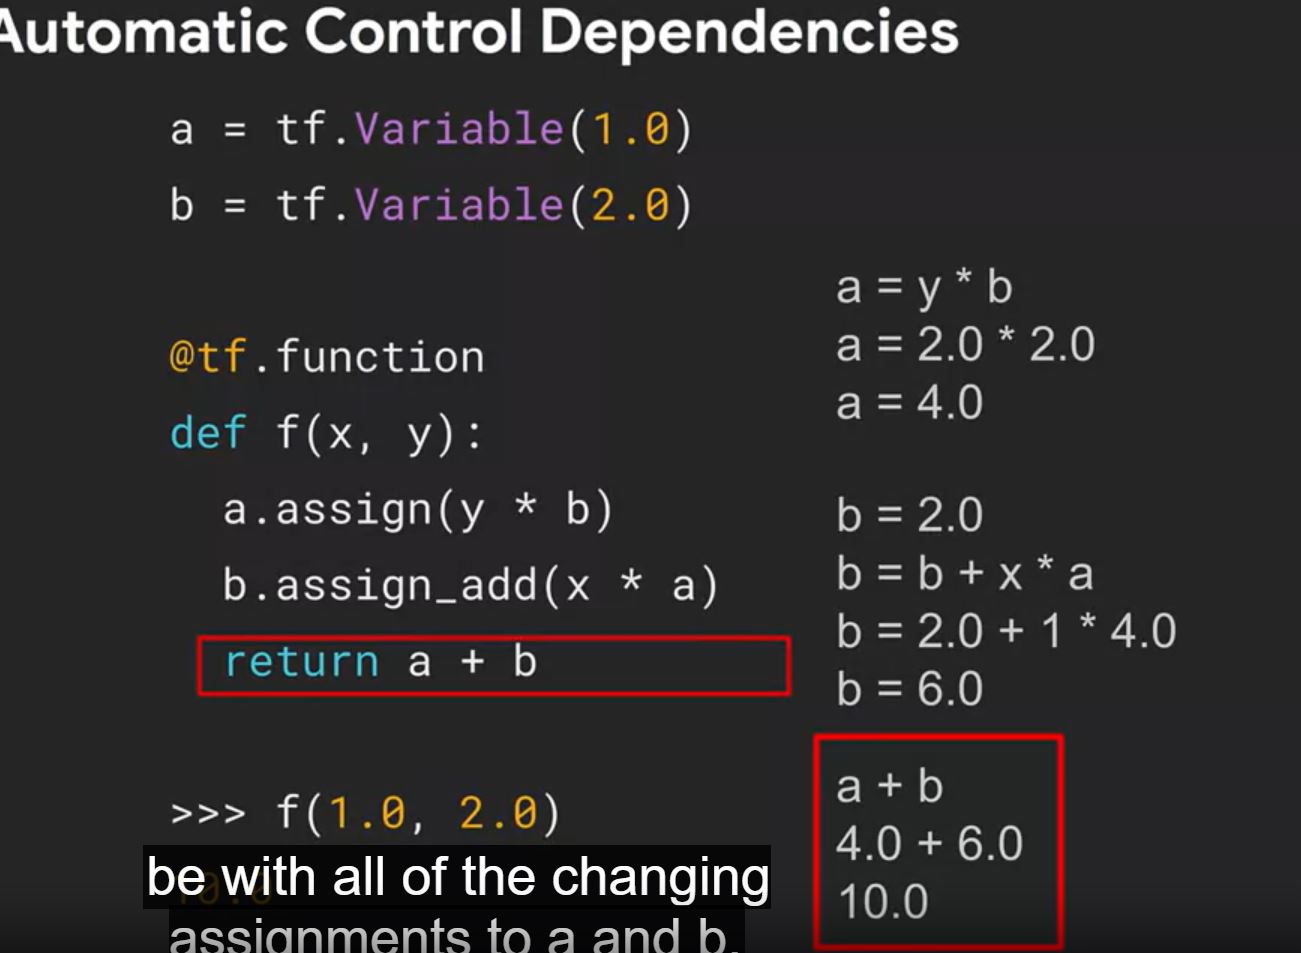 Automatic Control Dependencies
a = tf.Variable(1.0)
b = tf.Variable(2.0)
@tf.function
def f(x, y):
a.assign(y * b)
b.assign_add(x * a)
return a + b
>>> f(1.0, 2.0)
10.0
a = y * b
a = 2.0 * 2.0
a = 4.0
b = 2.0
b = b + x * a
b = 2.0 + 1 * 4.0
b = 6.0
a + b
4.0 + 6.0
10.0
be with all of the changing
assignments to a and b.